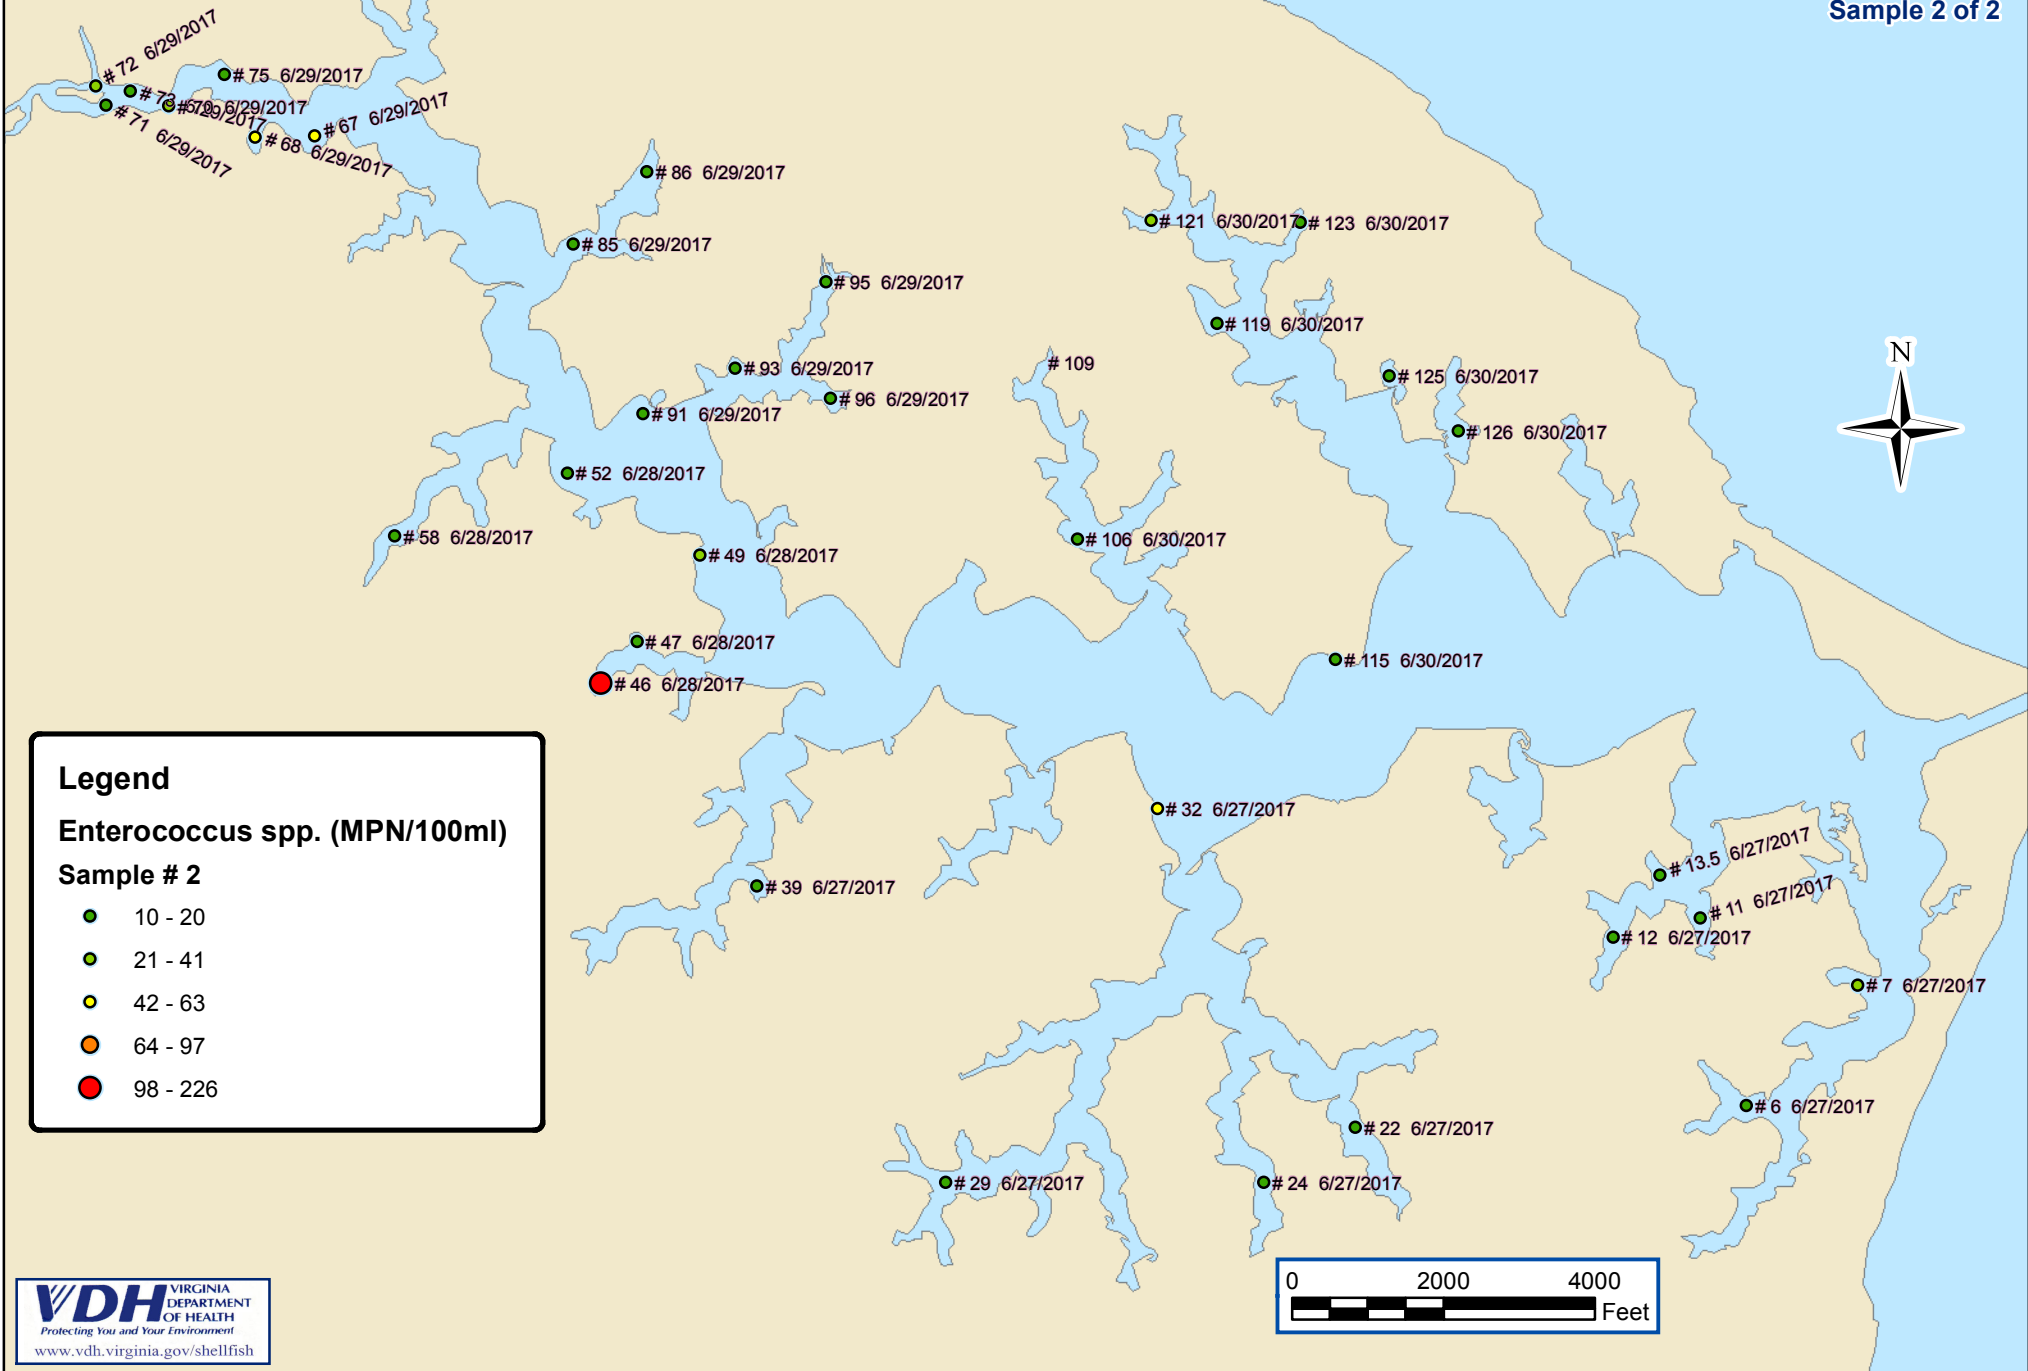 Sample 2 of 2
# 72 6/29/2017
# 75 6/29/2017
# 73 6/29/2017
# 70 6/29/2017
# 71 6/29/2017
# 68 6/29/2017
# 67 6/29/2017
# 86 6/29/2017
# 85 6/29/2017
# 95 6/29/2017
# 93 6/29/2017
# 96 6/29/2017
# 91 6/29/2017
# 52 6/28/2017
# 58 6/28/2017
# 49 6/28/2017
# 47 6/28/2017
# 46 6/28/2017
# 121 6/30/2017
# 123 6/30/2017
# 119 6/30/2017
# 109
# 125 6/30/2017
# 126 6/30/2017
# 106 6/30/2017
# 115 6/30/2017
N
# 32 6/27/2017
# 39 6/27/2017
# 13.5 6/27/2017
# 11 6/27/2017
# 12 6/27/2017
# 7 6/27/2017
# 6 6/27/2017
# 22 6/27/2017
# 24 6/27/2017
# 29 6/27/2017
Legend
Enterococcus spp. (MPN/100ml)
Sample # 2
10 - 20
21 - 41
42 - 63
64 - 97
98 - 226
0 2000 4000
Feet
VDH VIRGINIA
DEPARTMENT
OF HEALTH
Protecting You and Your Environment
www.vdh.virginia.gov/shellfish